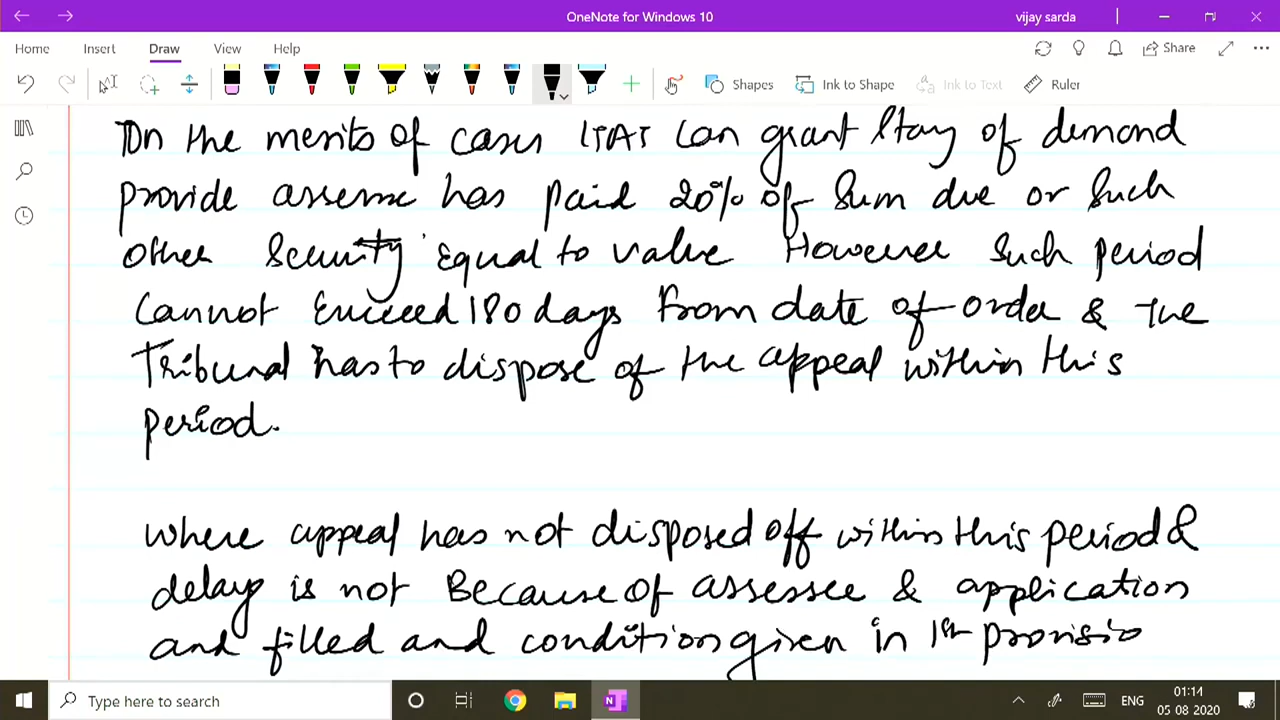 OneNote for Windows 10
vijay sarda
Home Insert Draw View Help
Share
Shapes Ink to Shape Ink to Text Ruler
On the merits of cases ITAT can grant stay of demand
provide assesse has paid 20% of Sum due or Such
other Security equal to value However Such period
Cannot Exceed 180 days from date of order & The
Tribunal has to dispose of the appeal within this
period.
where appeal has not disposed off within this period &
delay is not Because of assessee & application
and filled and condition given in 1st provisio
Type here to search
ENG
01:14
05-08-2020